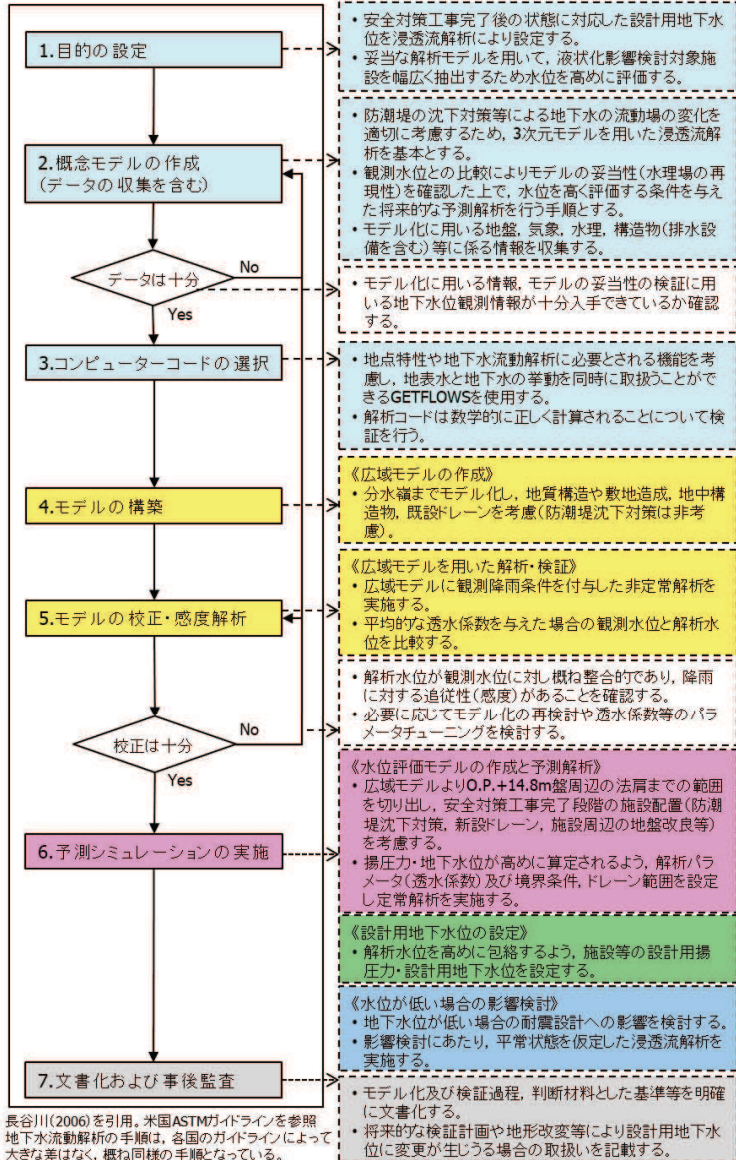 1.目的の設定
・安全対策工事完了後の状態に対応した設計用地下水
位を浸透流解析により設定する。
・妥当な解析モデルを用いて，液状化影響検討対象施
設を幅広く抽出するため水位を高めに評価する。
2.概念モデルの作成
(データの収集を含む)
・防潮堤の沈下対策等による地下水の流動場の変化を
適切に考慮するため，3次元モデルを用いた浸透流解
析を基本とする。
・観測水位との比較によりモデルの妥当性(水理場の再
現性)を確認した上で，水位を高く評価する条件を与え
た将来的な予測解析を行う手順とする。
・モデルに用いる地盤，気象，水理，構造物(排水設
備を含む)等に係る情報を収集する。
データは十分
No
Yes
・モデル化に用いる情報，モデルの妥当性の検証に用
いる地下水位観測情報が十分入手できているか確認
する。
3.コンピューターコードの選択
・地点特性や地下水流動解析に必要とされる機能を考
慮し，地表水と地下水の挙動を同時に取扱うことがで
きるGETFLOWSを使用する。
・解析コードは数学的に正しく計算されることについて検
証を行う。
4.モデルの構築
《広域モデルの作成》
・分水嶺までモデル化し，地質構造や敷地造成，地中構
造物，既設ドレーンを考慮(防潮堤沈下対策は非考
慮)。
5.モデルの校正・感度解析
《広域モデルを用いた解析・検証》
・広域モデルに観測降雨条件を付与した非定常解析を
実施する。
・平均的な透水係数を与えた場合の観測水位と解析水
位を比較する。
校正は十分
No
Yes
・解析水位が観測水位に対し概ね整合的であり，降雨
に対する追従性(感度)があることを確認する。
・必要に応じてモデル化の再検討や透水係数等のパラ
メータチューニングを検討する。
6.予測シミュレーションの実施
《水位評価モデルの作成と予測解析》
・広域モデルよりO.P.+14.8m盤周辺の法肩までの範囲
を切り出し，安全対策工事完了段階の施設配置(防潮
堤沈下対策，新設ドレーン，施設周辺の地盤改良等)
を考慮する。
・揚圧力・地下水位が高めに算定されるよう，解析パラ
メータ(透水係数)及び境界条件，ドレーン範囲を設定
し定常解析を実施する。
《設計用地下水位の設定》
・解析水位を高めに包絡するよう，施設等の設計用揚
圧力・設計用地下水位を設定する。
《水位が低い場合の影響検討》
・地下水位が低い場合の耐震設計への影響を検討する。
・影響検討にあたり，平常状態を仮定した浸透流解析を
実施する。
7.文書化および事後監査
・モデル化及び検証過程，判断材料とした基準等を明確
に文書化する。
・将来的な検証計画や地形改変等により設計用地下水
位に変更が生じうる場合の取扱いを記載する。
長谷川(2006)を引用。米国ASTMガイドラインを参照
地下水流動解析の手順は，各国のガイドラインによって
大きな差はなく，概ね同様の手順となっている。